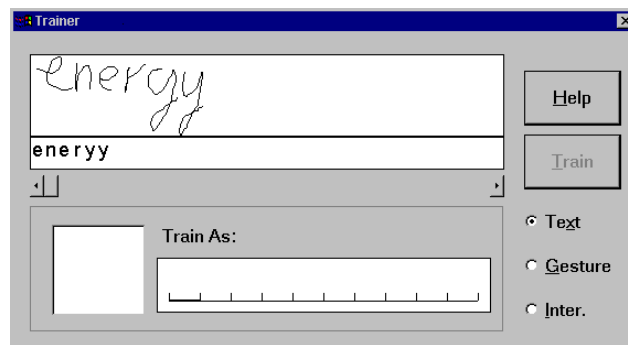 Trainer
energy
Help
eneryy
Train
Train As:
Text
Gesture
Inter.